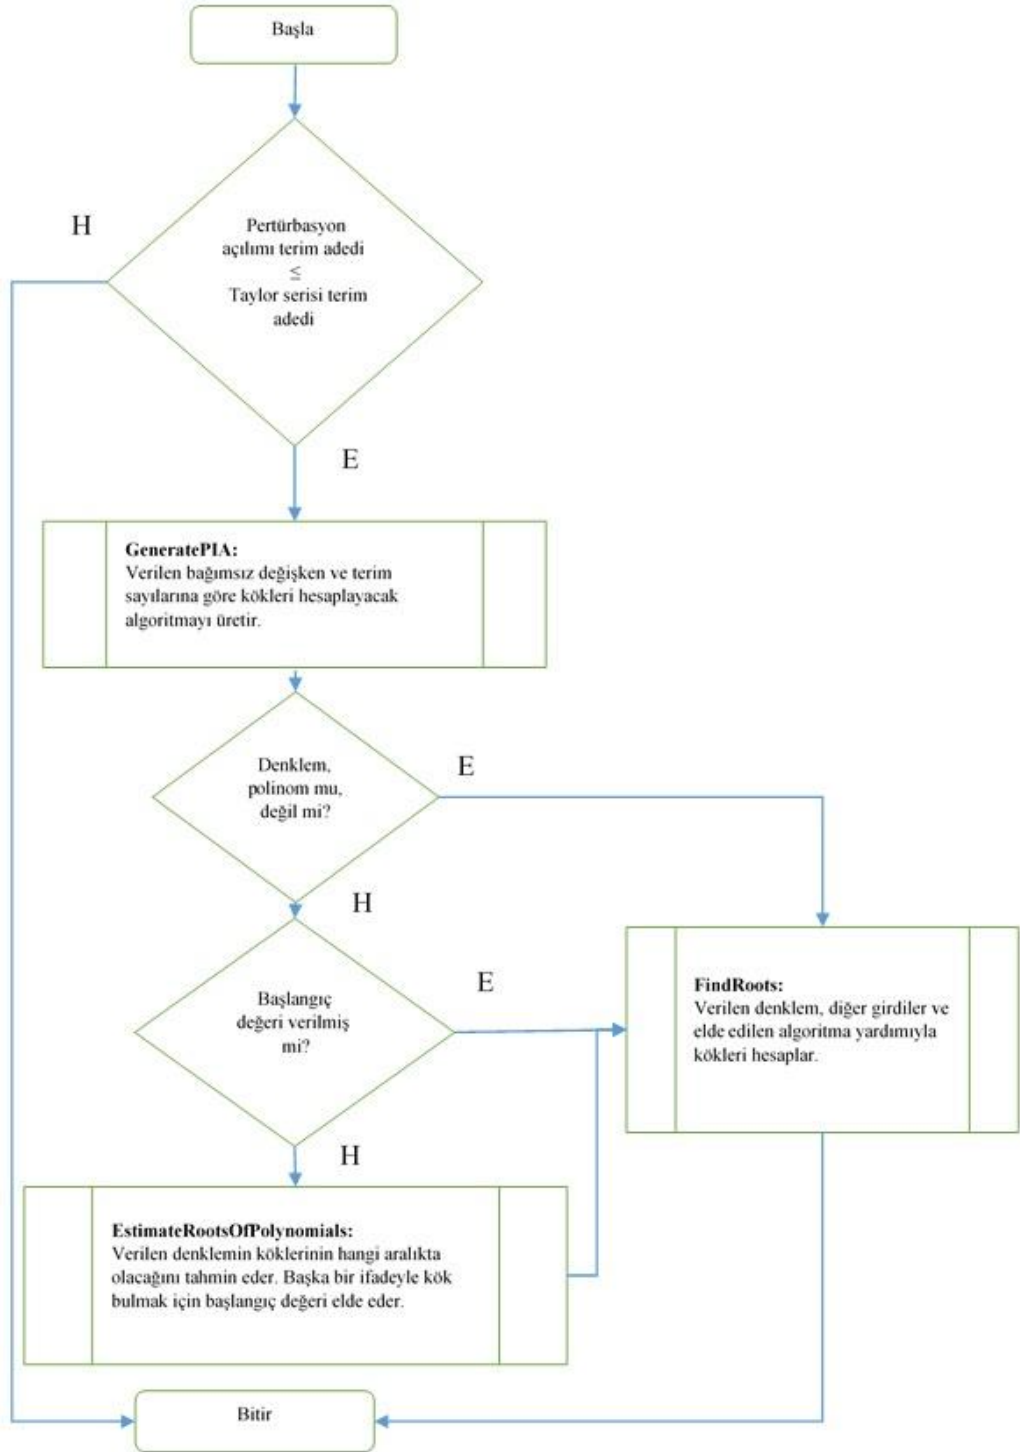 Başla
H
Pertürbasyon
açılımı terim adedi
≤
Taylor serisi terim
adedi
E
GeneratePIA:
Verilen bağımsız değişken ve terim
sayılarına göre kökleri hesaplayacak
algoritmayı üretir.
Denklem,
polinom mu,
değil mi?
E
H
Başlangıç
değeri verilmiş
mi?
E
FindRoots:
Verilen denklem, diğer girdiler ve
elde edilen algoritma yardımıyla
kökleri hesaplar.
H
EstimateRootsOfPolynomials:
Verilen denklemin köklerinin hangi aralıkta
olacağını tahmin eder. Başka bir ifadeyle kök
bulmak için başlangıç değeri elde eder.
Bitir